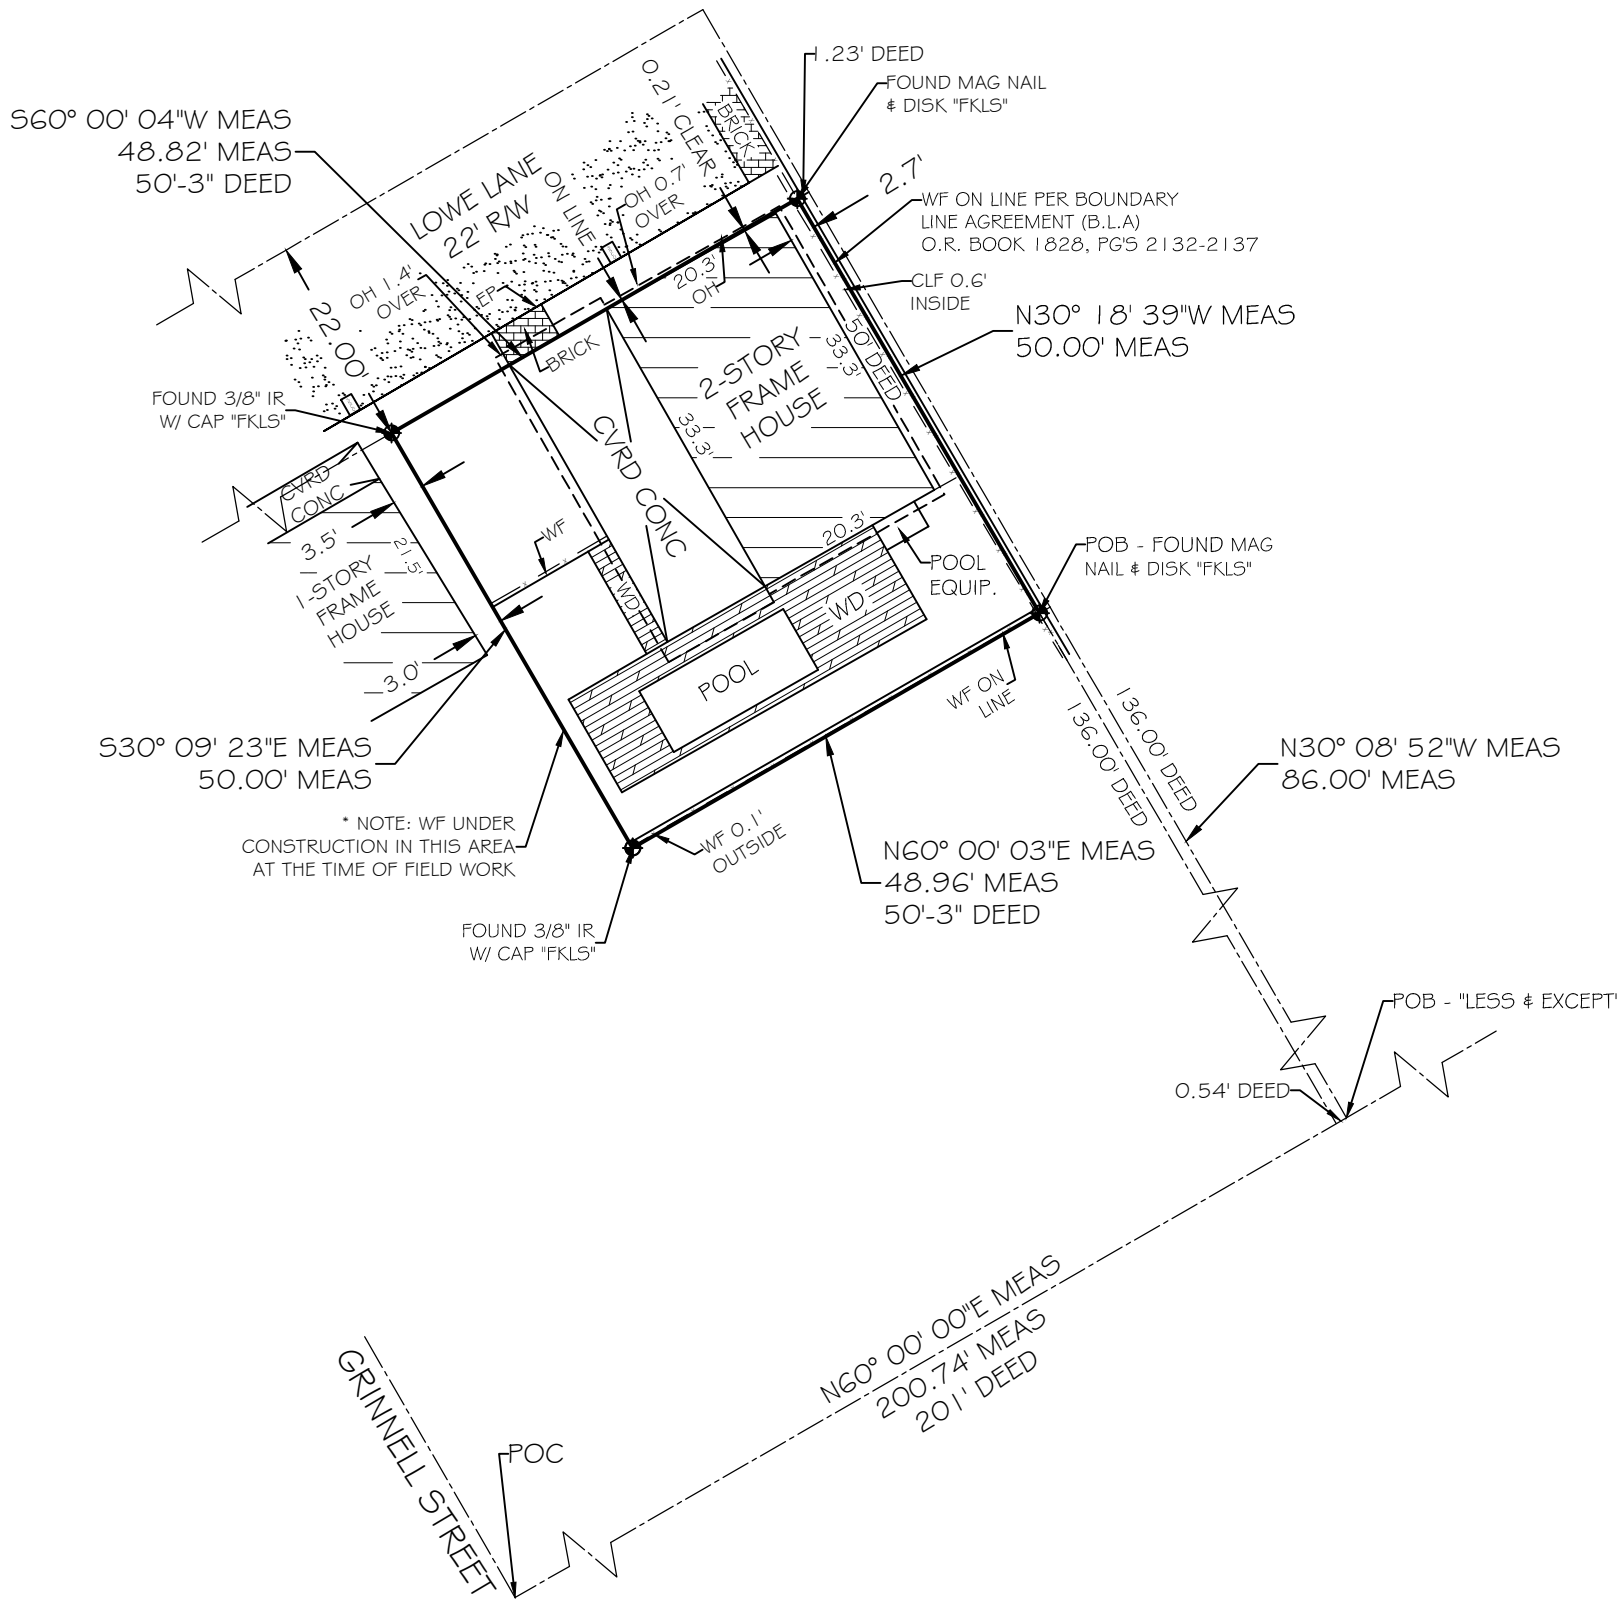 1.23' DEED
FOUND MAG NAIL
& DISK "FKLS"
S60° 00' 04"W MEAS
48.82' MEAS
50'-3" DEED
0.21' CLEAR
BRICK
LOWE LANE
22' R/W
ON LINE
OH 0.7'
OVER
2.7'
WF ON LINE PER BOUNDARY
LINE AGREEMENT (B.L.A)
O.R. BOOK 1828, PG'S 2132-2137
22.00'
OH 1.4'
OVER
EP
BRICK
20.3'
OH
CLF 0.6'
INSIDE
N30° 18' 39"W MEAS
50.00' MEAS
50' DEED
33.3'
2-STORY
FRAME
HOUSE
33.3'
FOUND 3/8" IR
W/ CAP "FKLS"
CVRD CONC
CVRD
CONC
3.5'
21.5'
1-STORY
FRAME
HOUSE
3.0'
WF
WD
20.3'
WD
POOL
POOL
EQUIP.
POB - FOUND MAG
NAIL & DISK "FKLS"
WF ON
LINE
S30° 09' 23"E MEAS
50.00' MEAS
136.00' DEED
136.00' DEED
N30° 08' 52"W MEAS
86.00' MEAS
* NOTE: WF UNDER
CONSTRUCTION IN THIS AREA
AT THE TIME OF FIELD WORK
WF 0.1'
OUTSIDE
N60° 00' 03"E MEAS
48.96' MEAS
50'-3" DEED
FOUND 3/8" IR
W/ CAP "FKLS"
POB - "LESS & EXCEPT"
0.54' DEED
N60° 00' 00"E MEAS
200.74' MEAS
201' DEED
GRINNELL STREET
POC